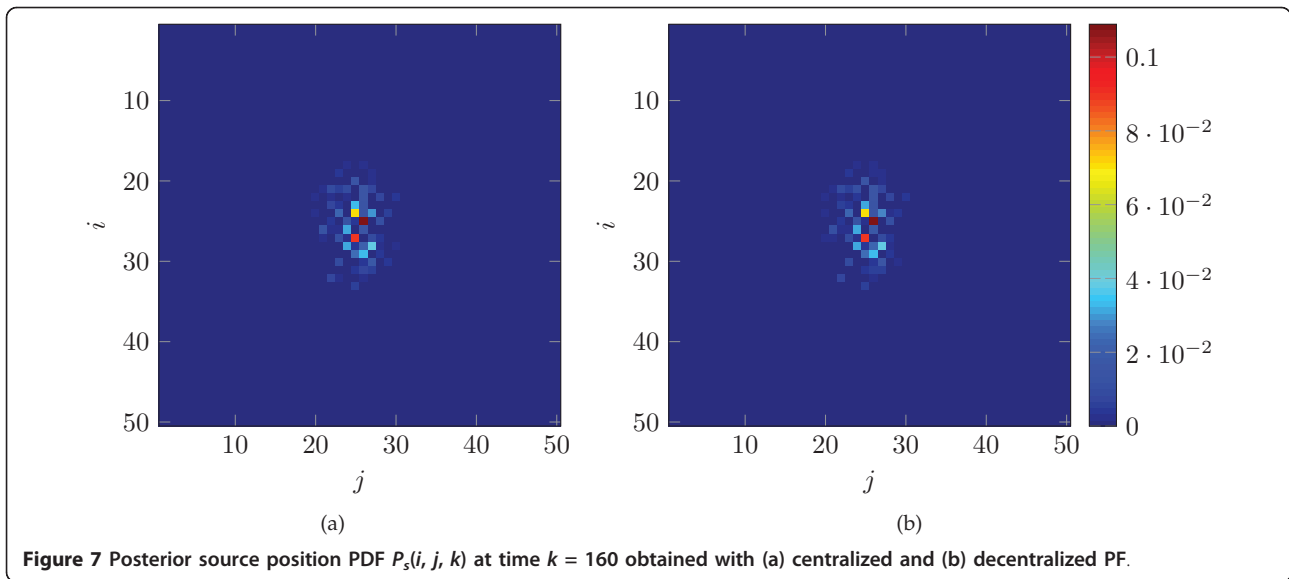 10
20
30
40
50
i
10 20 30 40 50
j
(a)
10
20
30
40
50
i
10 20 30 40 50
j
(b)
0.1
8 · 10⁻²
6 · 10⁻²
4 · 10⁻²
2 · 10⁻²
0
Figure 7 Posterior source position PDF Pₛ(i, j, k) at time k = 160 obtained with (a) centralized and (b) decentralized PF.